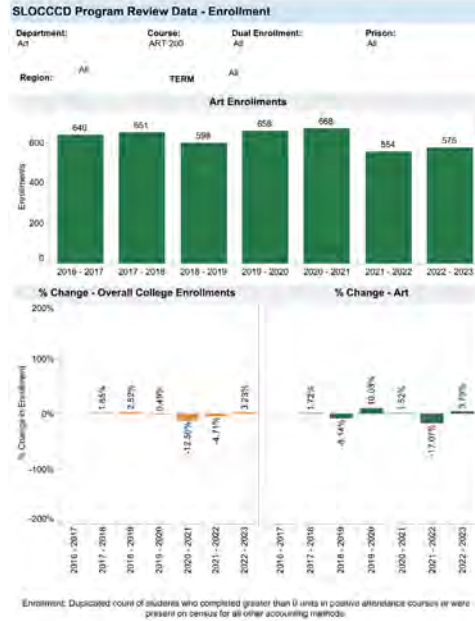 SLOCCCD Program Review Data - Enrollment
Department: Course: Dual Enrollment: Prison:
Art ART 200 All All
Region: All TERM All
Art Enrollments
640 651 598 658 668 554 575
Enrollments
600
400
200
0
2016 - 2017 2017 - 2018 2018 - 2019 2019 - 2020 2020 - 2021 2021 - 2022 2022 - 2023
% Change - Overall College Enrollments % Change - Art
% Change in Enrollment
200%
100%
0%
-100%
-200%
1.65% 2.52% 0.49% -12.50% -4.71% 3.23%
1.72% -8.14% 10.03% 1.52% -17.07% 3.79%
2016 - 2017 2017 - 2018 2018 - 2019 2019 - 2020 2020 - 2021 2021 - 2022 2022 - 2023
2016 - 2017 2017 - 2018 2018 - 2019 2019 - 2020 2020 - 2021 2021 - 2022 2022 - 2023
Enrollment: Duplicated count of students who completed greater than 0 units in positive attendance courses or were
present on census for all other accounting methods.